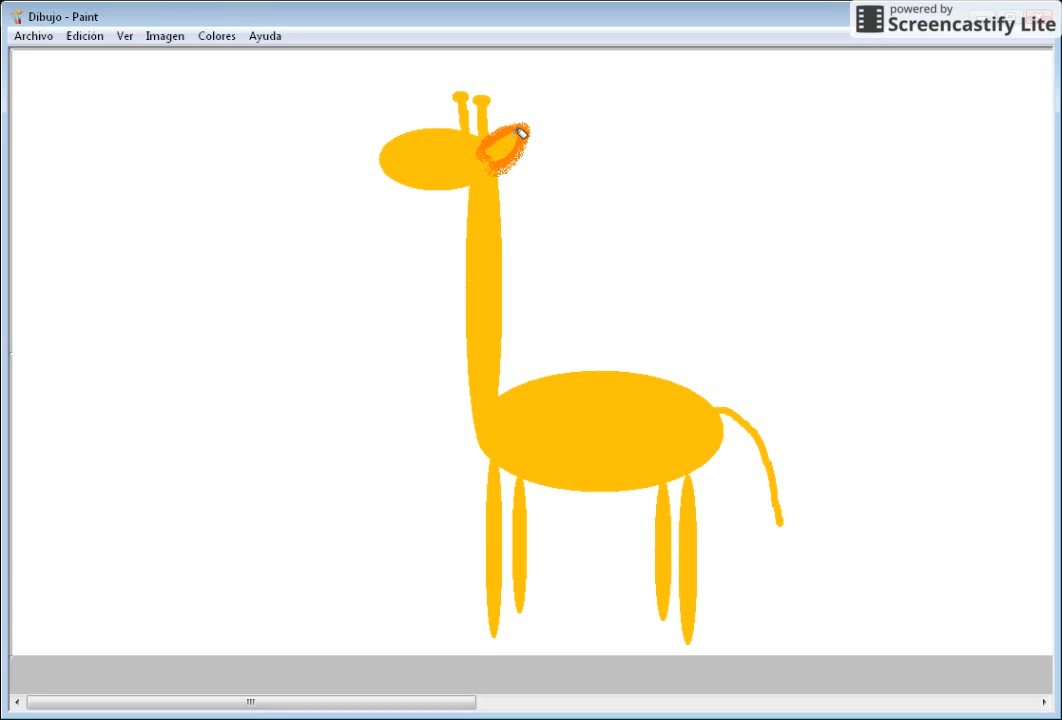 Dibujo - Paint
powered by
Screencastify Lite
Archivo Edición Ver Imagen Colores Ayuda